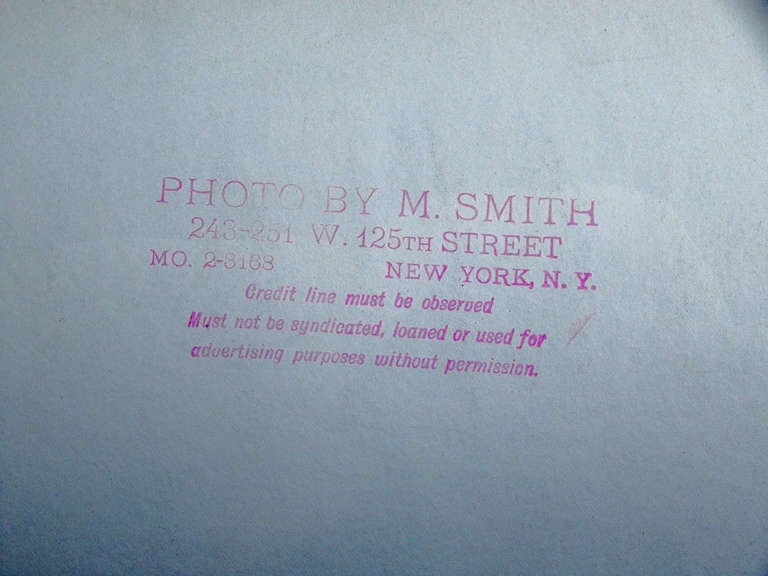 PHOTO BY M. SMITH
243-251 W. 125TH STREET
MO. 2-3163 NEW YORK, N. Y.
Credit line must be observed
Must not be syndicated, loaned or used for
advertising purposes without permission.